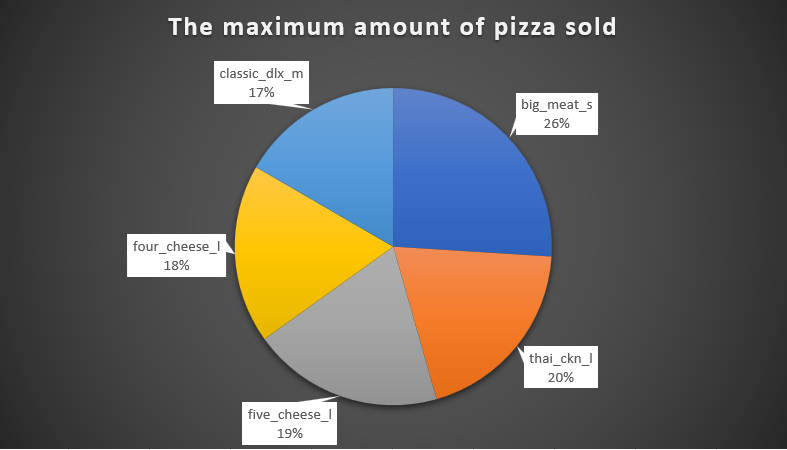 The maximum amount of pizza sold
classic_dlx_m
17%
big_meat_s
26%
four_cheese_l
18%
thai_ckn_l
20%
five_cheese_l
19%